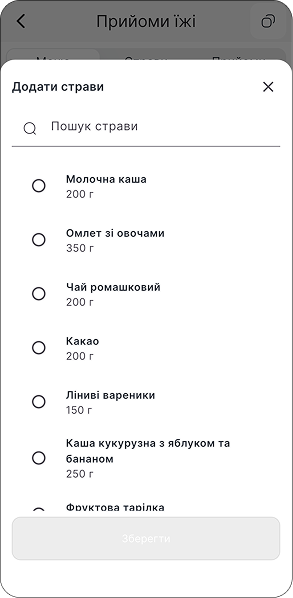 Прийоми їжі
Додати страви
Пошук страви
Молочна каша
200 г
Омлет зі овочами
350 г
Чай ромашковий
200 г
Какао
200 г
Ліниві вареники
150 г
Каша кукурузна з яблуком та
бананом
250 г
Фруктова тарілка
Зберегти